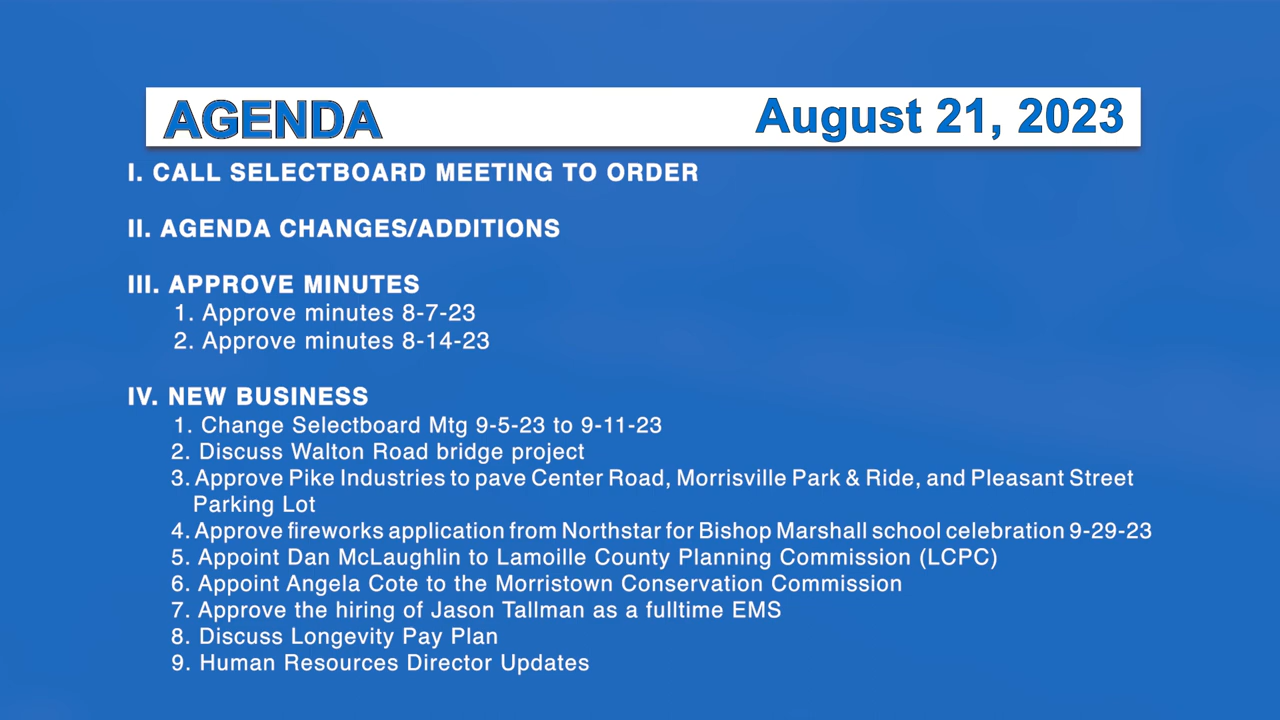 AGENDA August 21, 2023
I. CALL SELECTBOARD MEETING TO ORDER
II. AGENDA CHANGES/ADDITIONS
III. APPROVE MINUTES
1. Approve minutes 8-7-23
2. Approve minutes 8-14-23
IV. NEW BUSINESS
1. Change Selectboard Mtg 9-5-23 to 9-11-23
2. Discuss Walton Road bridge project
3. Approve Pike Industries to pave Center Road, Morrisville Park & Ride, and Pleasant Street
Parking Lot
4. Approve fireworks application from Northstar for Bishop Marshall school celebration 9-29-23
5. Appoint Dan McLaughlin to Lamoille County Planning Commission (LCPC)
6. Appoint Angela Cote to the Morristown Conservation Commission
7. Approve the hiring of Jason Tallman as a fulltime EMS
8. Discuss Longevity Pay Plan
9. Human Resources Director Updates